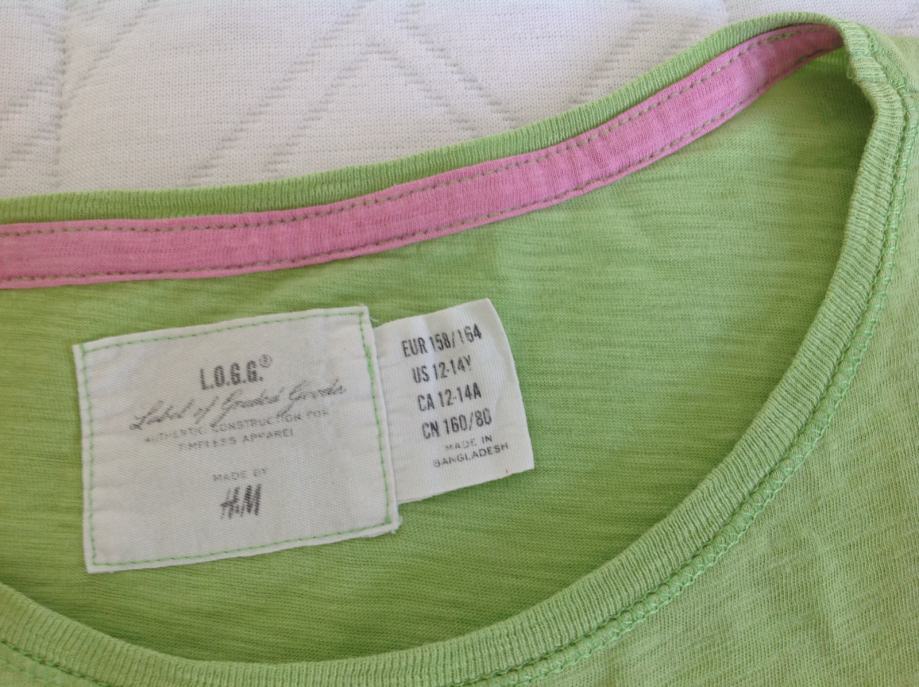 L.O.G.G.®
Label of Graded Goods
AUTHENTIC CONSTRUCTION FOR
TIMELESS APPAREL
MADE BY
H&M
EUR 158/164
US 12-14Y
CA 12-14A
CN 160/80
MADE IN
BANGLADESH